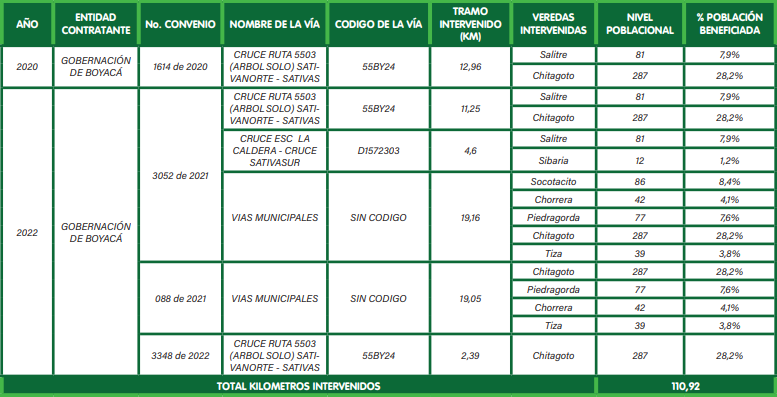 AÑO
ENTIDAD
CONTRATANTE
No. CONVENIO
NOMBRE DE LA VÍA
CODIGO DE LA VÍA
TRAMO
INTERVENIDO
(KM)
VEREDAS
INTERVENIDAS
NIVEL
POBLACIONAL
% POBLACIÓN
BENEFICIADA
2020
GOBERNACIÓN
DE BOYACÁ
1614 de 2020
CRUCE RUTA 5503
(ARBOL SOLO) SATI-
VANORTE - SATIVAS
55BY24
12,96
Salitre
81
7,9%
Chitagoto
287
28,2%
2022
GOBERNACIÓN
DE BOYACÁ
3052 de 2021
CRUCE RUTA 5503
(ARBOL SOLO) SATI-
VANORTE - SATIVAS
55BY24
11,25
Salitre
81
7,9%
Chitagoto
287
28,2%
CRUCE ESC LA
CALDERA - CRUCE
SATIVASUR
D1572303
4,6
Salitre
81
7,9%
Sibaria
12
1,2%
VIAS MUNICIPALES
SIN CODIGO
19,16
Socotacito
86
8,4%
Chorrera
42
4,1%
Piedragorda
77
7,6%
Chitagoto
287
28,2%
Tiza
39
3,8%
088 de 2021
VIAS MUNICIPALES
SIN CODIGO
19,05
Chitagoto
287
28,2%
Piedragorda
77
7,6%
Chorrera
42
4,1%
Tiza
39
3,8%
3348 de 2022
CRUCE RUTA 5503
(ARBOL SOLO) SATI-
VANORTE - SATIVAS
55BY24
2,39
Chitagoto
287
28,2%
TOTAL KILOMETROS INTERVENIDOS
110,92